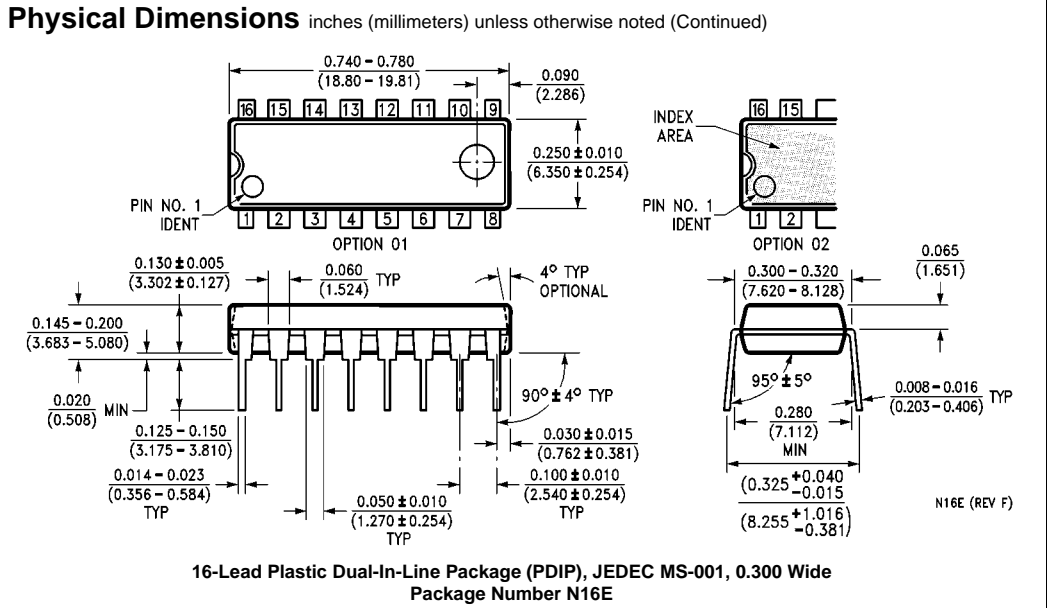 Physical Dimensions inches (millimeters) unless otherwise noted (Continued)
0.740 – 0.780
(18.80 – 19.81)
0.090
(2.286)
16 15 14 13 12 11 10 9
16 15
INDEX
AREA
0.250 ± 0.010
(6.350 ± 0.254)
PIN NO. 1
IDENT
PIN NO. 1
IDENT
1 2 3 4 5 6 7 8
1 2
OPTION 01
OPTION 02
0.130 ± 0.005
(3.302 ± 0.127)
0.060
(1.524)
TYP
4° TYP
OPTIONAL
0.300 – 0.320
(7.620 – 8.128)
0.065
(1.651)
0.145 – 0.200
(3.683 – 5.080)
0.020
(0.508)
MIN
0.125 – 0.150
(3.175 – 3.810)
90° ± 4° TYP
95° ± 5°
0.008 – 0.016
(0.203 – 0.406)
TYP
0.280
(7.112)
MIN
0.030 ± 0.015
(0.762 ± 0.381)
0.014 – 0.023
(0.356 – 0.584)
TYP
0.050 ± 0.010
(1.270 ± 0.254)
TYP
0.100 ± 0.010
(2.540 ± 0.254)
TYP
(0.325 +0.040
−0.015
(8.255 +1.016
−0.381)
N16E (REV F)
16-Lead Plastic Dual-In-Line Package (PDIP), JEDEC MS-001, 0.300 Wide
Package Number N16E